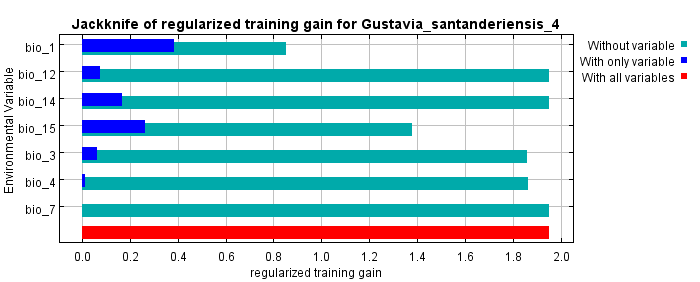 Jackknife of regularized training gain for Gustavia_santanderiensis_4
Environmental Variable
bio_1
bio_12
bio_14
bio_15
bio_3
bio_4
bio_7
0.0 0.2 0.4 0.6 0.8 1.0 1.2 1.4 1.6 1.8 2.0
regularized training gain
Without variable
With only variable
With all variables